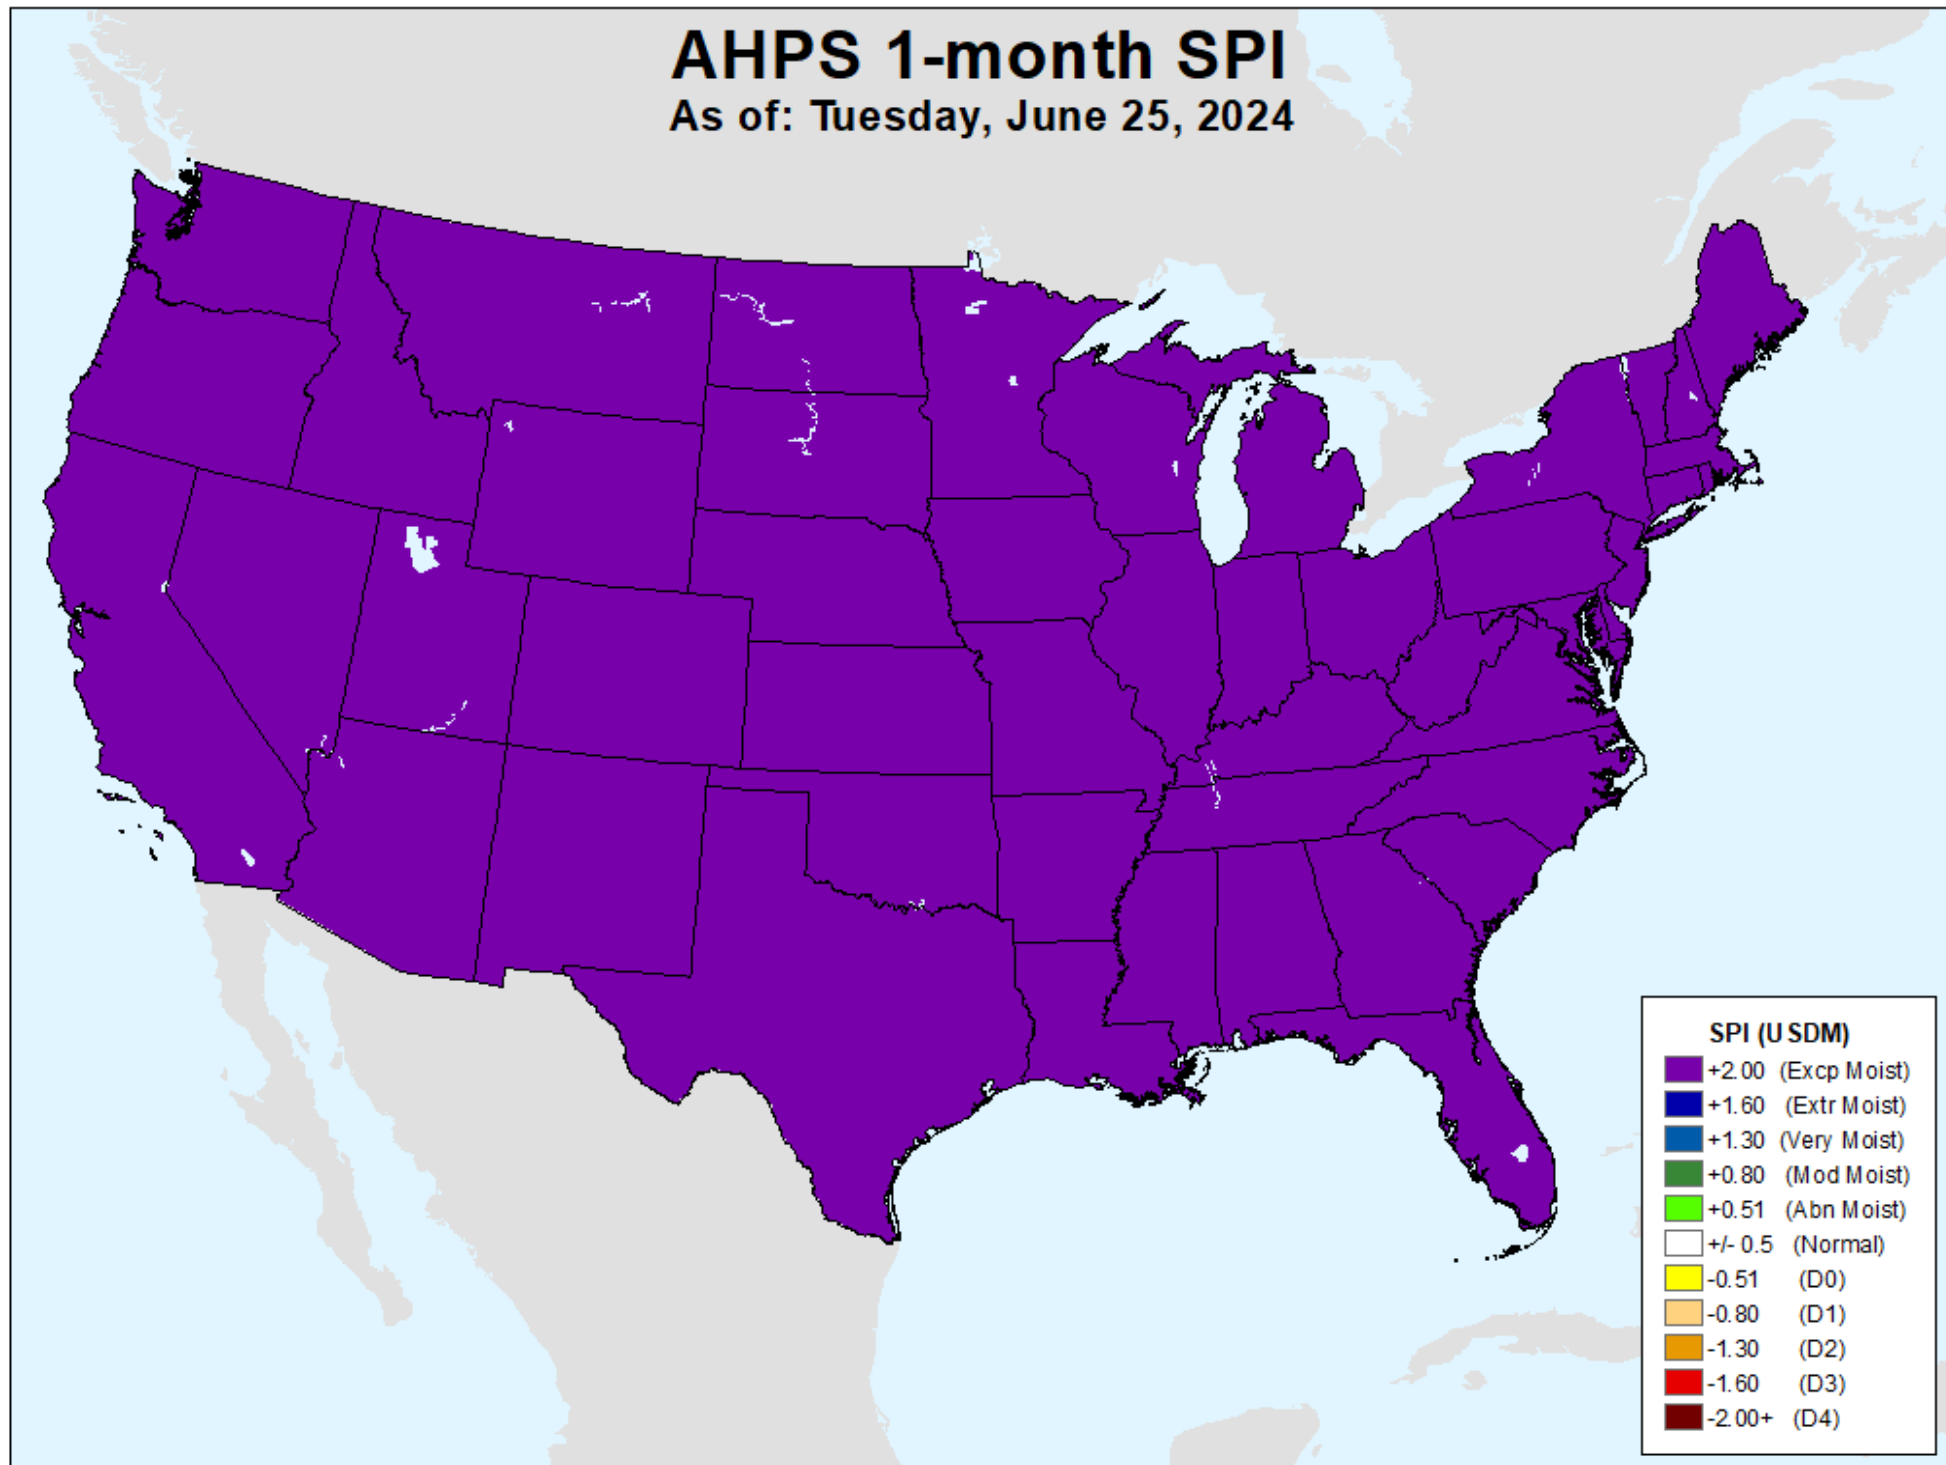 AHPS 1-month SPI
As of: Tuesday, June 25, 2024
SPI (USDM)
+2.00 (Excp Moist)
+1.60 (Extr Moist)
+1.30 (Very Moist)
+0.80 (Mod Moist)
+0.51 (Abn Moist)
+/- 0.5 (Normal)
-0.51 (D0)
-0.80 (D1)
-1.30 (D2)
-1.60 (D3)
-2.00+ (D4)